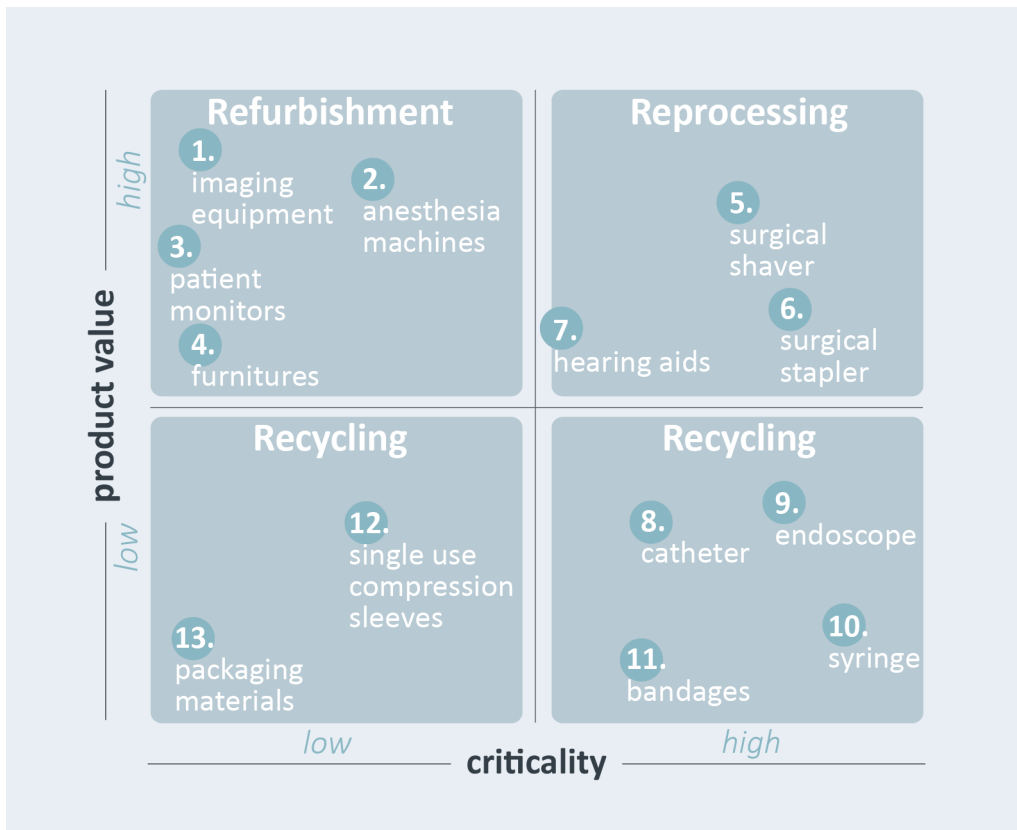 Refurbishment
1.
imaging
equipment
2.
anesthesia
machines
3.
patient
monitors
4.
furnitures
Reprocessing
5.
surgical
shaver
6.
surgical
stapler
7.
hearing aids
Recycling
12.
single use
compression
sleeves
13.
packaging
materials
Recycling
8.
catheter
9.
endoscope
10.
syringe
11.
bandages
high
product value
low
low
criticality
high